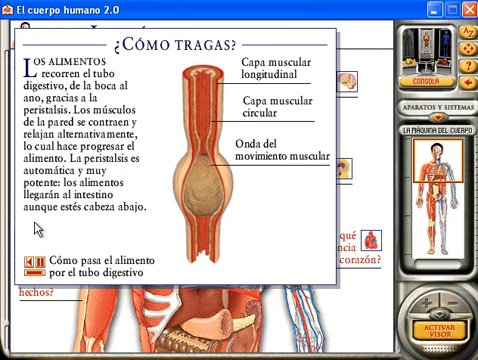 El cuerpo humano 2.0
¿CÓMO TRAGAS?
LOS ALIMENTOS
recorren el tubo
digestivo, de la boca al
ano, gracias a la
peristalsis. Los músculos
de la pared se contraen y
relajan alternativamente,
lo cual hace progresar el
alimento. La peristalsis es
automática y muy
potente: los alimentos
llegarán al intestino
aunque estés cabeza abajo.
Capa muscular
longitudinal
Capa muscular
circular
Onda del
movimiento muscular
Cómo pasa el alimento
por el tubo digestivo
qué
ncia
corazón?
hechos?
A-Z
?
CONSOLA
APARATOS Y SISTEMAS
LA MÁQUINA DEL CUERPO
ACTIVAR
VISOR